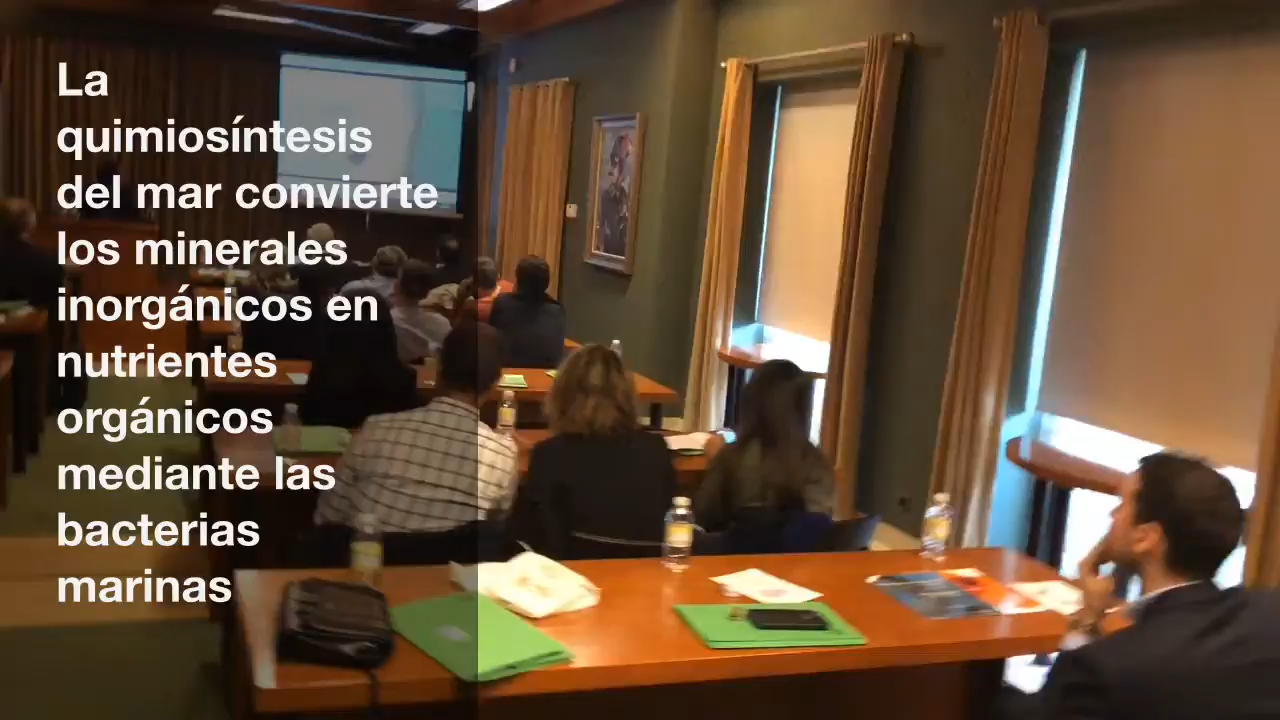 La
quimiosíntesis
del mar convierte
los minerales
inorgánicos en
nutrientes
orgánicos
mediante las
bacterias
marinas